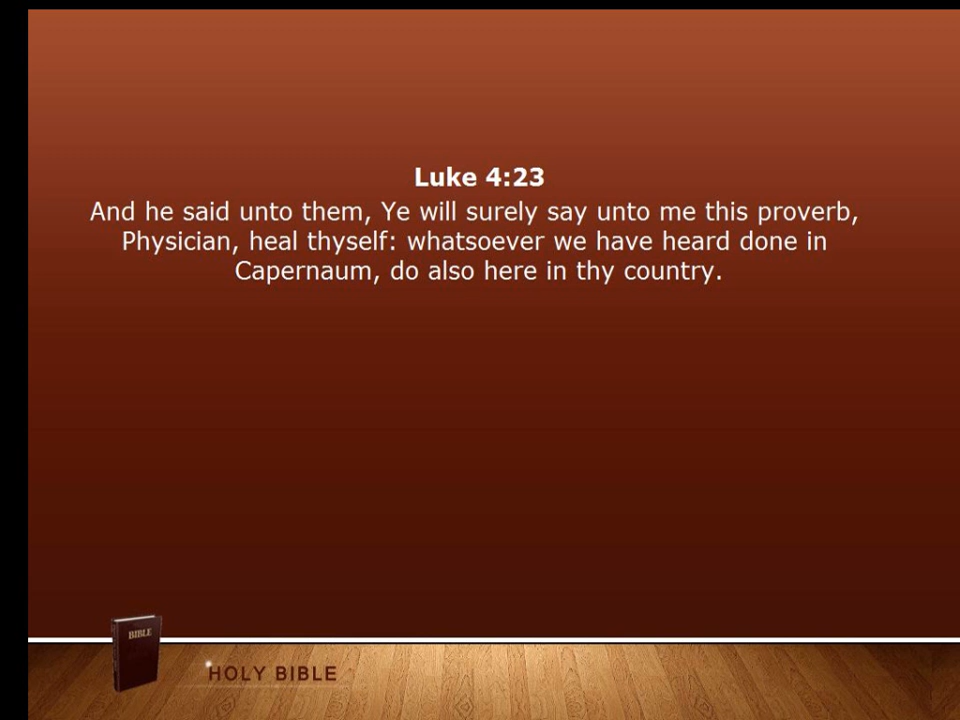 Luke 4:23
And he said unto them, Ye will surely say unto me this proverb,
Physician, heal thyself: whatsoever we have heard done in
Capernaum, do also here in thy country.
BIBLE
HOLY BIBLE